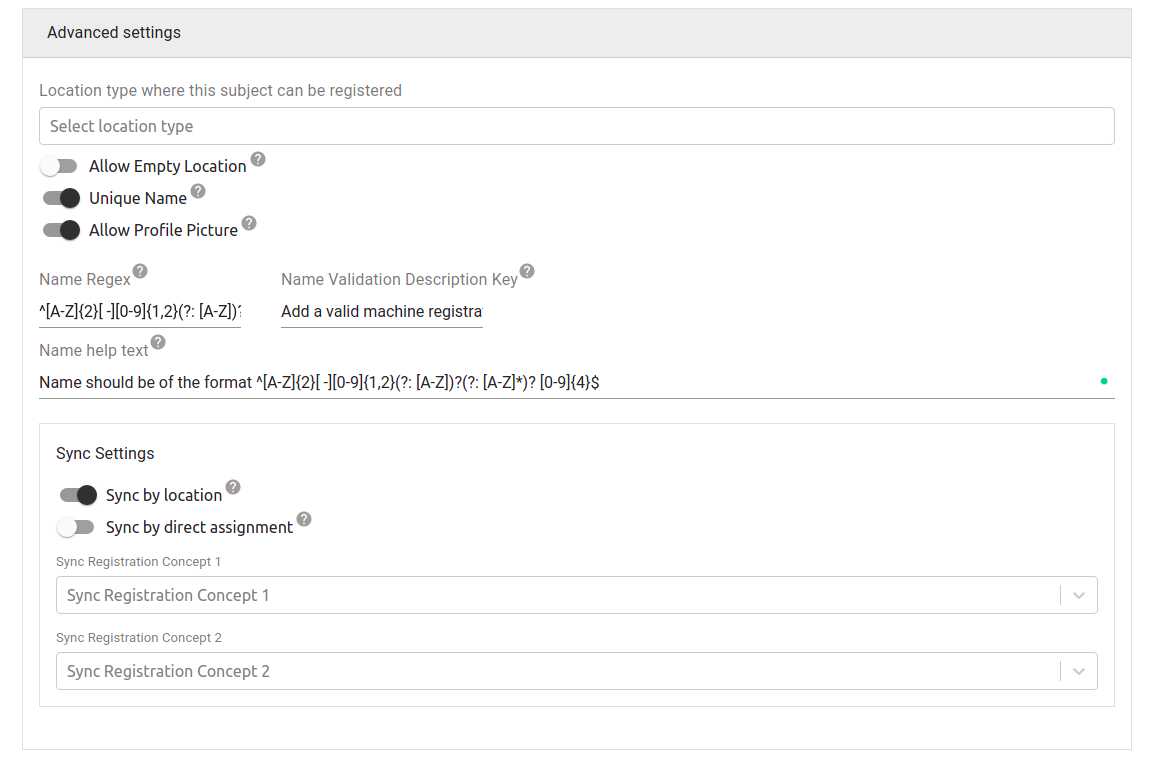 Advanced settings
Location type where this subject can be registered
Select location type
Allow Empty Location ?
Unique Name ?
Allow Profile Picture ?
Name Regex ? Name Validation Description Key ?
^[A-Z]{2}[ -][0-9]{1,2}(?: [A-Z])? Add a valid machine registra
Name help text ?
Name should be of the format ^[A-Z]{2}[ -][0-9]{1,2}(?: [A-Z])?(?: [A-Z]*)? [0-9]{4}$
Sync Settings
Sync by location ?
Sync by direct assignment ?
Sync Registration Concept 1
Sync Registration Concept 1
Sync Registration Concept 2
Sync Registration Concept 2